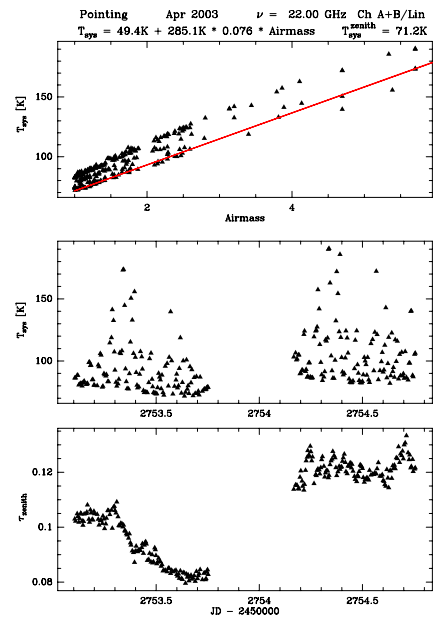 Pointing Apr 2003 ν = 22.00 GHz Ch A+B/Lin
Tsys = 49.4K + 285.1K * 0.076 * Airmass Tsys zenith = 71.2K
150
100
Tsys [K]
2 4
Airmass
150
100
Tsys [K]
2753.5 2754 2754.5
0.12
0.1
0.08
τzenith
2753.5 2754 2754.5
JD − 2450000